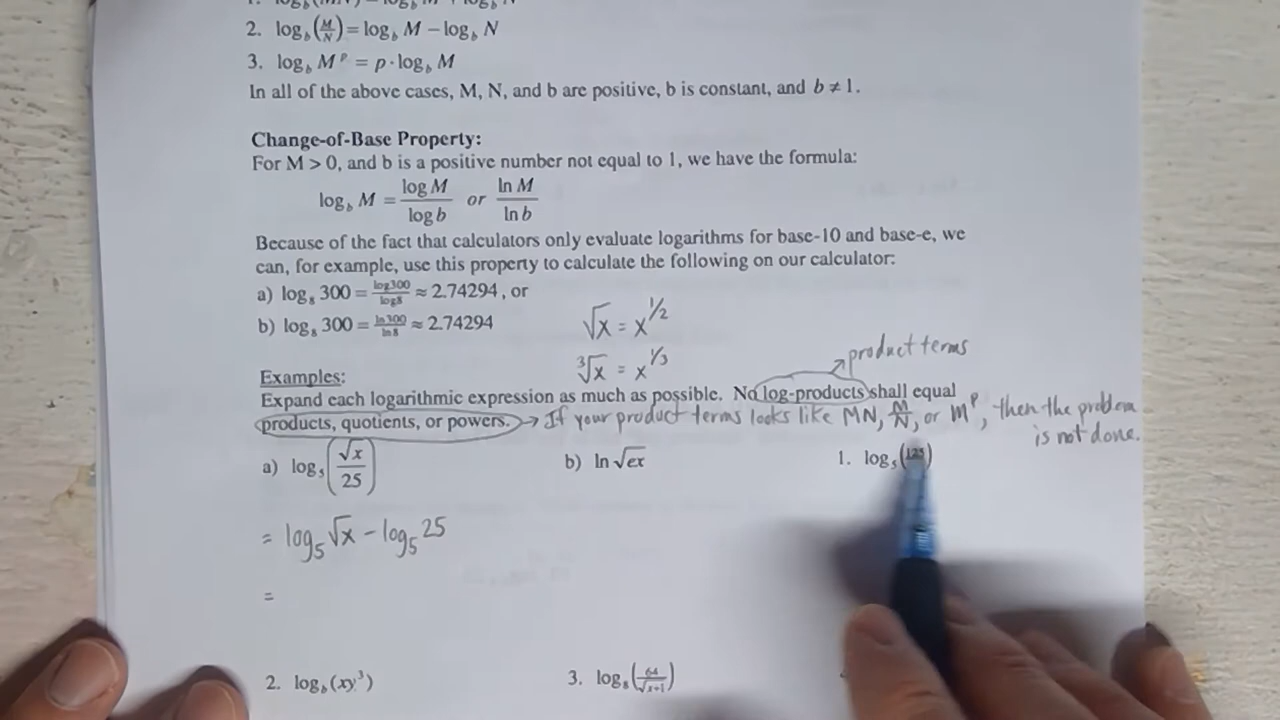 2. log_b(M/N) = log_b M − log_b N
3. log_b M^p = p·log_b M
In all of the above cases, M, N, and b are positive, b is constant, and b ≠ 1.
Change-of-Base Property:
For M > 0, and b is a positive number not equal to 1, we have the formula:
log_b M = log M / log b or ln M / ln b
Because of the fact that calculators only evaluate logarithms for base-10 and base-e, we
can, for example, use this property to calculate the following on our calculator:
a) log_8 300 = log300/log8 ≈ 2.74294, or
b) log_8 300 = ln 300/ln 8 ≈ 2.74294
√x = x^1/2
∛x = x^1/3
product terms
Examples:
Expand each logarithmic expression as much as possible. No log-products shall equal
products, quotients, or powers. → If your product terms looks like MN, M/N, or M^p, then the problem
is not done.
a) log_5(√x/25) b) ln √ex 1. log_5(
= log_5 √x − log_5 25
=
2. log_b(xy^3) 3. log_8(64/√x+1)